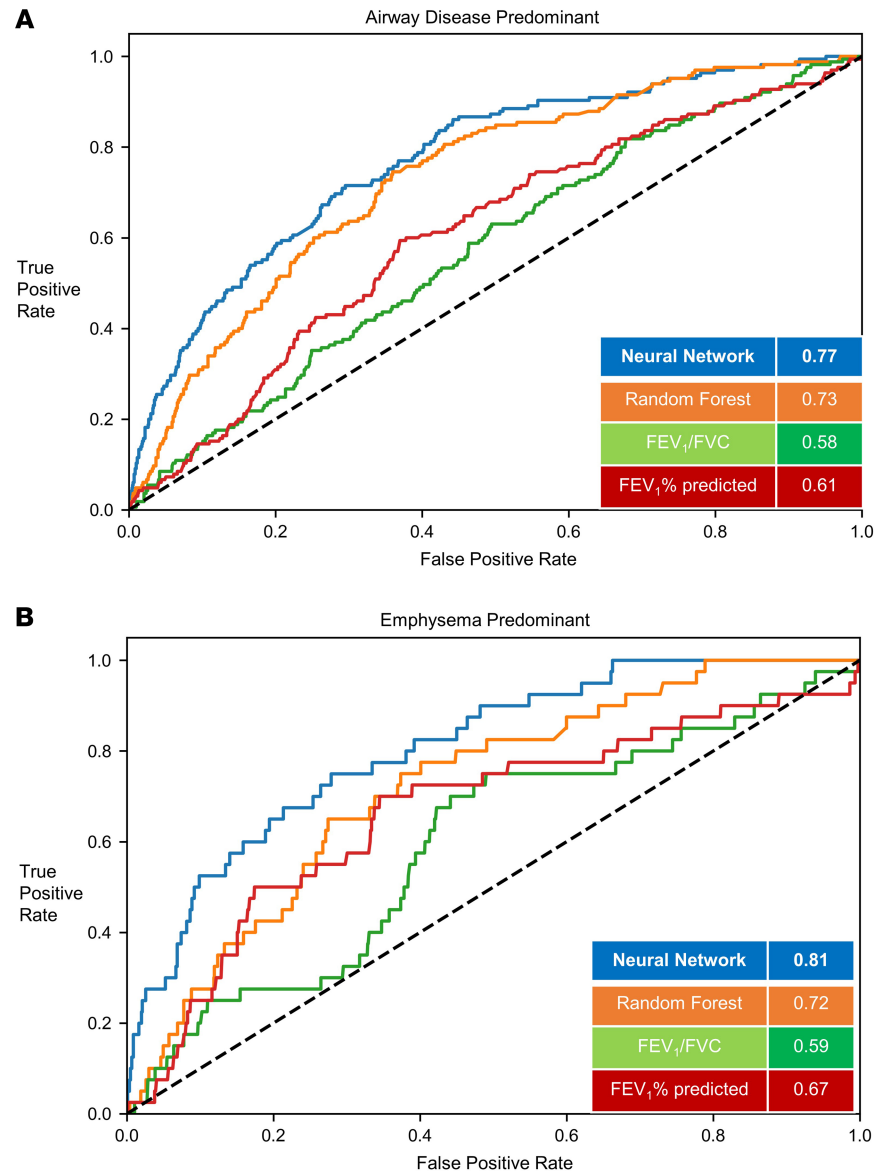 A
Airway Disease Predominant
1.0
0.8
0.6
True
Positive
Rate
0.4
0.2
0.0
Neural Network 0.77
Random Forest 0.73
FEV₁/FVC 0.58
FEV₁% predicted 0.61
0.0 0.2 0.4 0.6 0.8 1.0
False Positive Rate
B
Emphysema Predominant
1.0
0.8
0.6
True
Positive
Rate
0.4
0.2
0.0
Neural Network 0.81
Random Forest 0.72
FEV₁/FVC 0.59
FEV₁% predicted 0.67
0.0 0.2 0.4 0.6 0.8 1.0
False Positive Rate